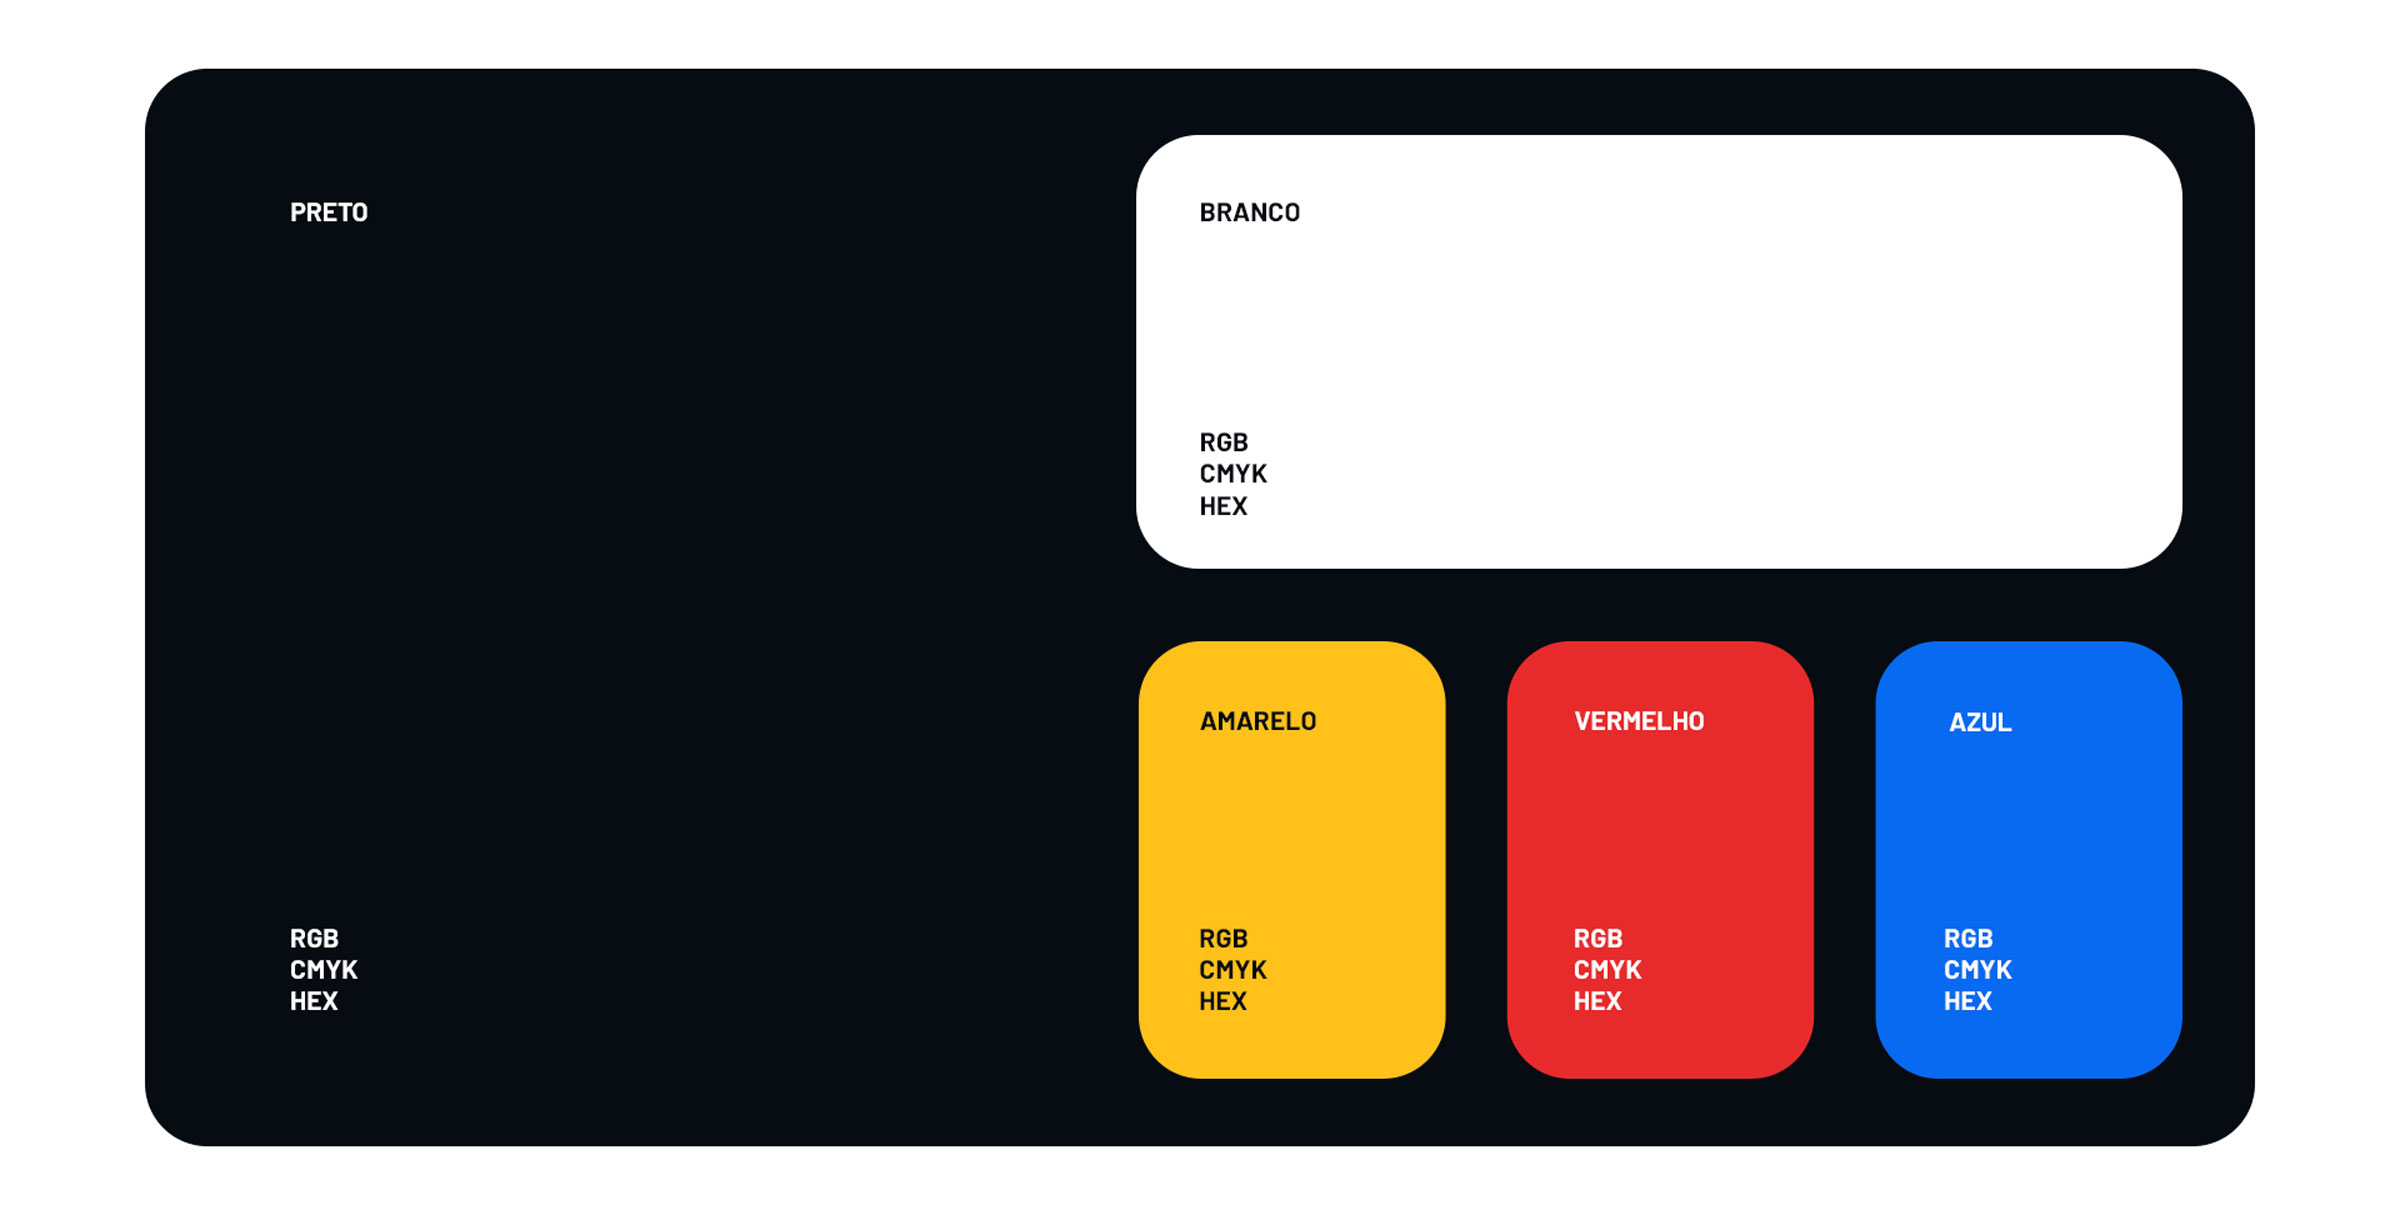 PRETO
RGB
CMYK
HEX
BRANCO
RGB
CMYK
HEX
AMARELO
RGB
CMYK
HEX
VERMELHO
RGB
CMYK
HEX
AZUL
RGB
CMYK
HEX